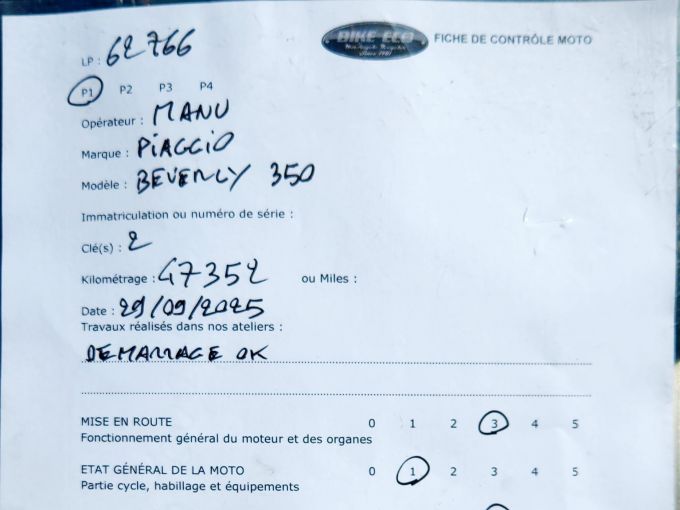 LP : 62766
BIKE ECO
Since 1981
FICHE DE CONTRÔLE MOTO
P1 P2 P3 P4
Opérateur : MANU
Marque : PIAGGIO
Modèle : BEVERLY 350
Immatriculation ou numéro de série :
Clé(s) : 2
Kilométrage : 47352 ou Miles :
Date : 29/09/2025
Travaux réalisés dans nos ateliers :
DEMARRAGE OK
MISE EN ROUTE 0 1 2 3 4 5
Fonctionnement général du moteur et des organes
ETAT GÉNÉRAL DE LA MOTO 0 1 2 3 4 5
Partie cycle, habillage et équipements